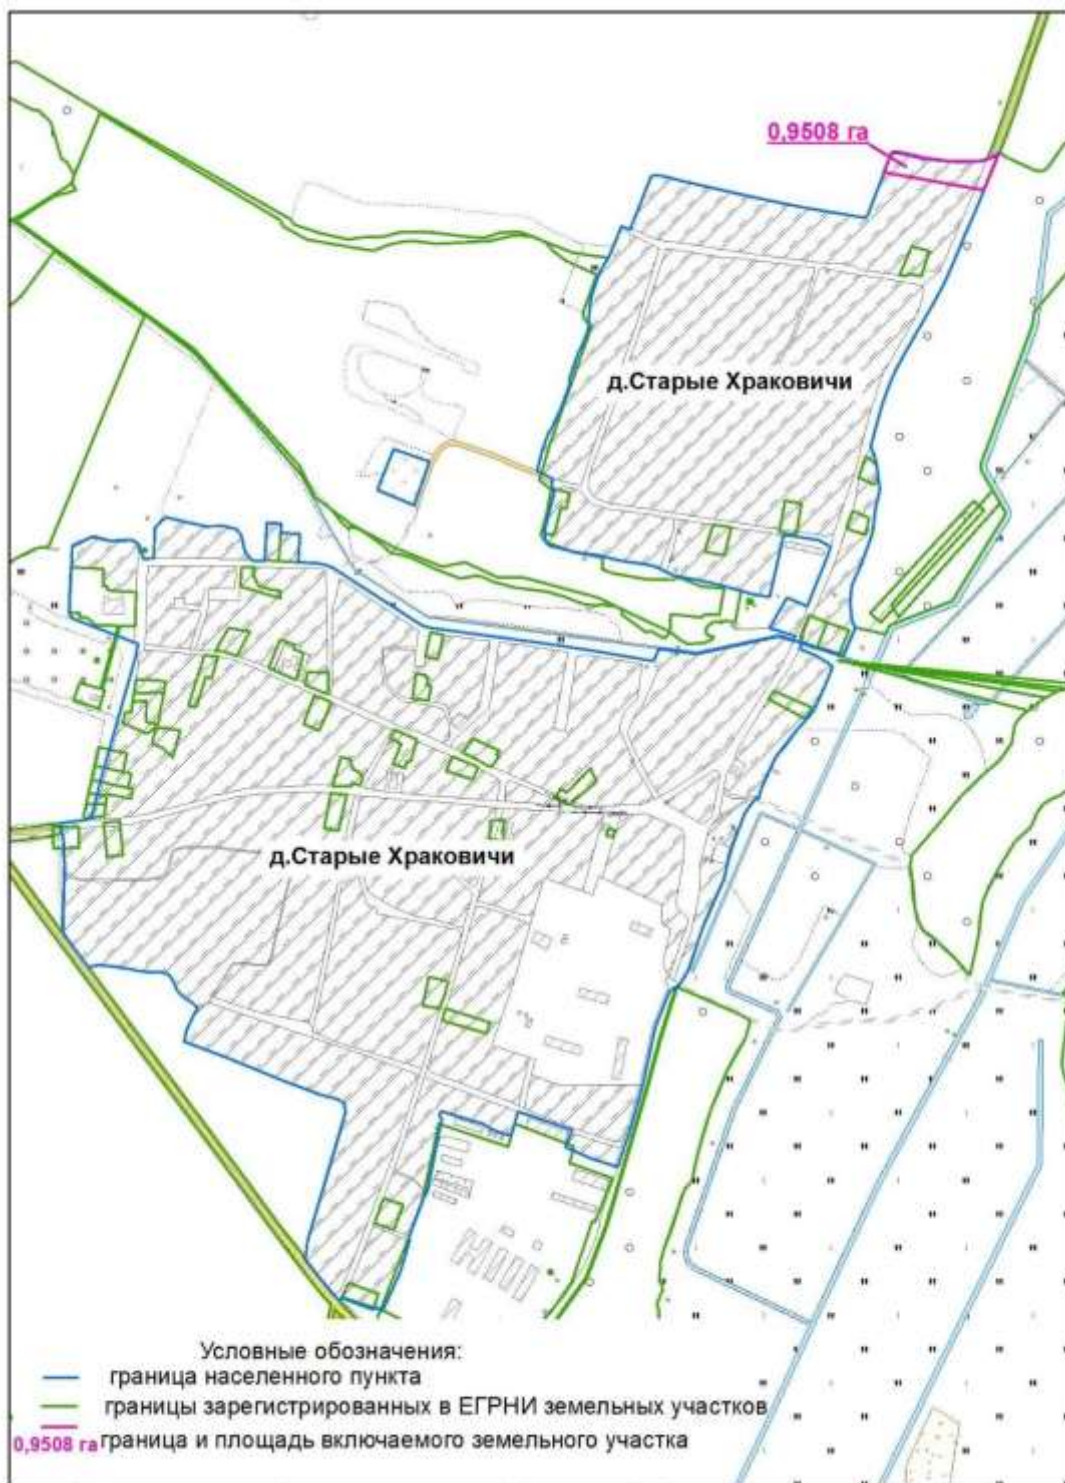 0,9508 га
д.Старые Храковичи
д.Старые Храковичи
Условные обозначения:
граница населенного пункта
границы зарегистрированных в ЕГРНИ земельных участков
0,9508 га граница и площадь включаемого земельного участка